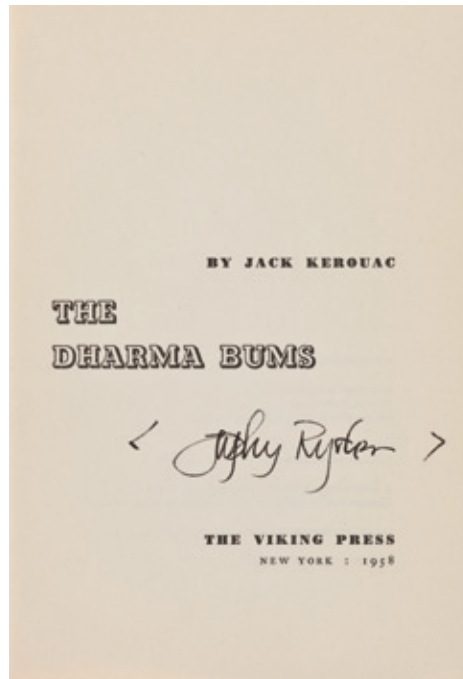 BY JACK KEROUAC
THE
DHARMA BUMS
< Japhy Ryder >
THE VIKING PRESS
NEW YORK : 1958